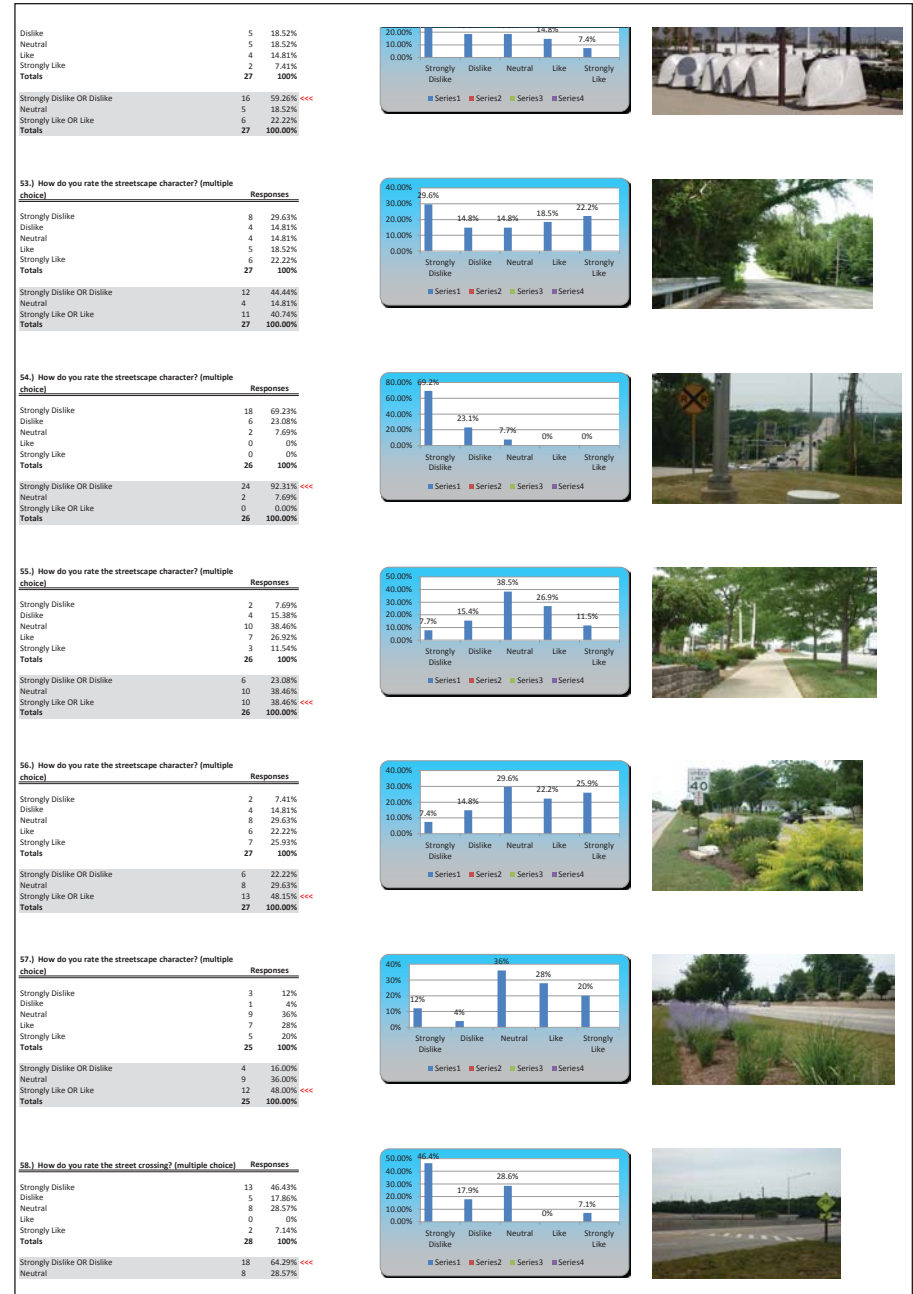 Dislike 5 18.52%
Neutral 5 18.52%
Like 4 14.81%
Strongly Like 2 7.41%
Totals 27 100%
Strongly Dislike OR Dislike 16 59.26% <<<
Neutral 5 18.52%
Strongly Like OR Like 6 22.22%
Totals 27 100.00%
20.00%
10.00%
0.00%
14.8%
7.4%
Strongly Dislike Neutral Like Strongly
Dislike Like
Series1 Series2 Series3 Series4
53.) How do you rate the streetscape character? (multiple
choice) Responses
Strongly Dislike 8 29.63%
Dislike 4 14.81%
Neutral 4 14.81%
Like 5 18.52%
Strongly Like 6 22.22%
Totals 27 100%
Strongly Dislike OR Dislike 12 44.44%
Neutral 4 14.81%
Strongly Like OR Like 11 40.74%
Totals 27 100.00%
40.00%
30.00%
20.00%
10.00%
0.00%
29.6% 14.8% 14.8% 18.5% 22.2%
Strongly Dislike Neutral Like Strongly
Dislike Like
Series1 Series2 Series3 Series4
54.) How do you rate the streetscape character? (multiple
choice) Responses
Strongly Dislike 18 69.23%
Dislike 6 23.08%
Neutral 2 7.69%
Like 0 0%
Strongly Like 0 0%
Totals 26 100%
Strongly Dislike OR Dislike 24 92.31% <<<
Neutral 2 7.69%
Strongly Like OR Like 0 0.00%
Totals 26 100.00%
80.00%
60.00%
40.00%
20.00%
0.00%
69.2% 23.1% 7.7% 0% 0%
Strongly Dislike Neutral Like Strongly
Dislike Like
Series1 Series2 Series3 Series4
R R
55.) How do you rate the streetscape character? (multiple
choice) Responses
Strongly Dislike 2 7.69%
Dislike 4 15.38%
Neutral 10 38.46%
Like 7 26.92%
Strongly Like 3 11.54%
Totals 26 100%
Strongly Dislike OR Dislike 6 23.08%
Neutral 10 38.46%
Strongly Like OR Like 10 38.46% <<<
Totals 26 100.00%
50.00%
40.00%
30.00%
20.00%
10.00%
0.00%
7.7% 15.4% 38.5% 26.9% 11.5%
Strongly Dislike Neutral Like Strongly
Dislike Like
Series1 Series2 Series3 Series4
56.) How do you rate the streetscape character? (multiple
choice) Responses
Strongly Dislike 2 7.41%
Dislike 4 14.81%
Neutral 8 29.63%
Like 6 22.22%
Strongly Like 7 25.93%
Totals 27 100%
Strongly Dislike OR Dislike 6 22.22%
Neutral 8 29.63%
Strongly Like OR Like 13 48.15% <<<
Totals 27 100.00%
40.00%
30.00%
20.00%
10.00%
0.00%
7.4% 14.8% 29.6% 22.2% 25.9%
Strongly Dislike Neutral Like Strongly
Dislike Like
Series1 Series2 Series3 Series4
SPEED
LIMIT
40
57.) How do you rate the streetscape character? (multiple
choice) Responses
Strongly Dislike 3 12%
Dislike 1 4%
Neutral 9 36%
Like 7 28%
Strongly Like 5 20%
Totals 25 100%
Strongly Dislike OR Dislike 4 16.00%
Neutral 9 36.00%
Strongly Like OR Like 12 48.00% <<<
Totals 25 100.00%
40%
30%
20%
10%
0%
12% 4% 36% 28% 20%
Strongly Dislike Neutral Like Strongly
Dislike Like
Series1 Series2 Series3 Series4
58.) How do you rate the street crossing? (multiple choice) Responses
Strongly Dislike 13 46.43%
Dislike 5 17.86%
Neutral 8 28.57%
Like 0 0%
Strongly Like 2 7.14%
Totals 28 100%
Strongly Dislike OR Dislike 18 64.29% <<<
Neutral 8 28.57%
50.00%
40.00%
30.00%
20.00%
10.00%
0.00%
46.4% 17.9% 28.6% 0% 7.1%
Strongly Dislike Neutral Like Strongly
Dislike Like
Series1 Series2 Series3 Series4